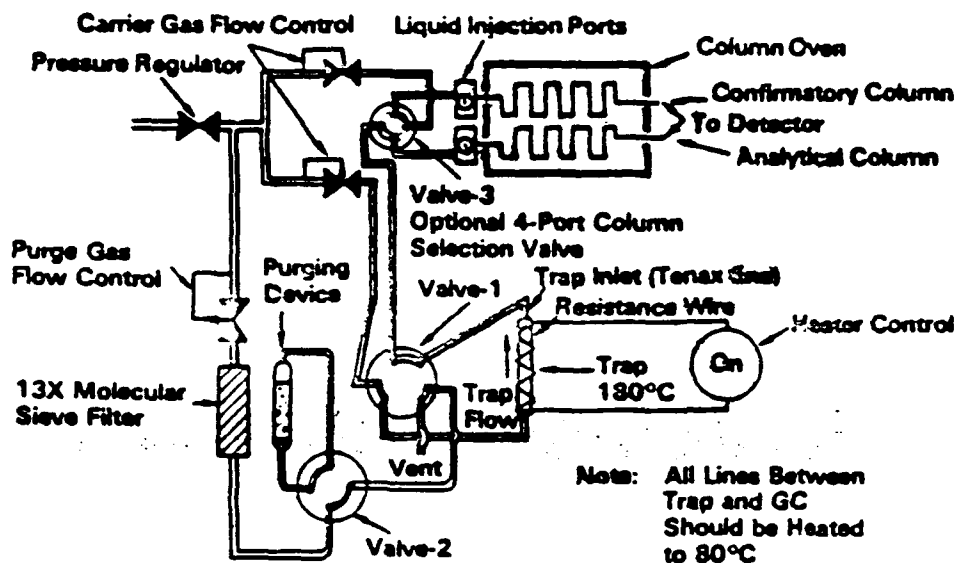 Carrier Gas Flow Control
Liquid Injection Ports
Pressure Regulator
Column Oven
Confirmatory Column
To Detector
Analytical Column
Valve-3
Optional 4-Port Column
Selection Valve
Purge Gas
Flow Control
Purging
Device
Valve-1
Trap Inlet (Tenax End)
Resistance Wire
Heater Control
On
Trap
180°C
13X Molecular
Sieve Filter
Trap
Flow
Vent
Valve-2
Note: All Lines Between
Trap and GC
Should be Heated
to 80°C